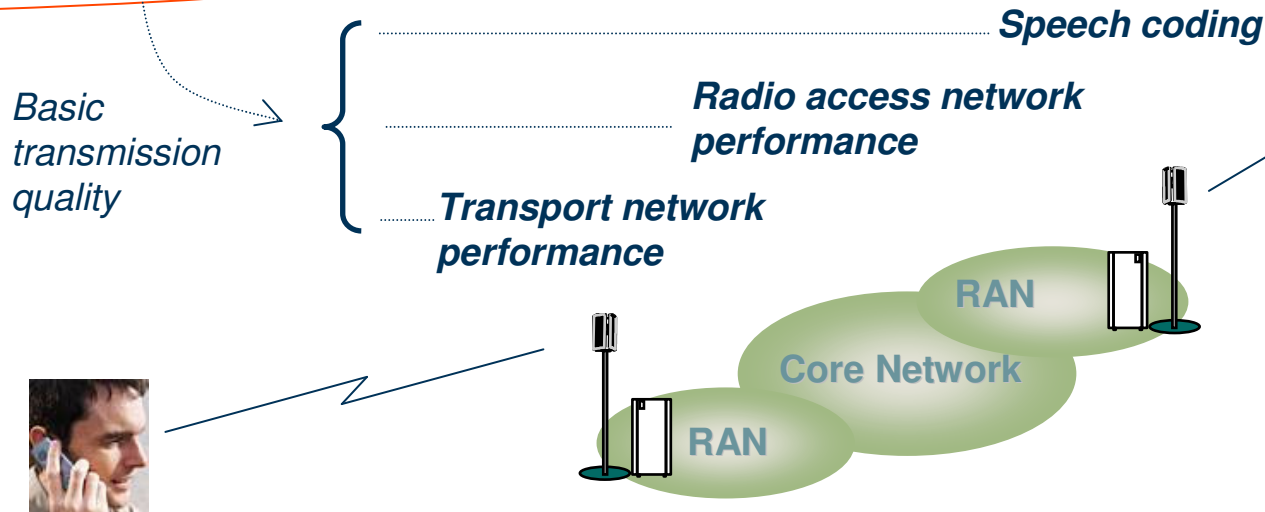 Speech coding
Basic
transmission
quality
Radio access network
performance
Transport network
performance
RAN
Core Network
RAN